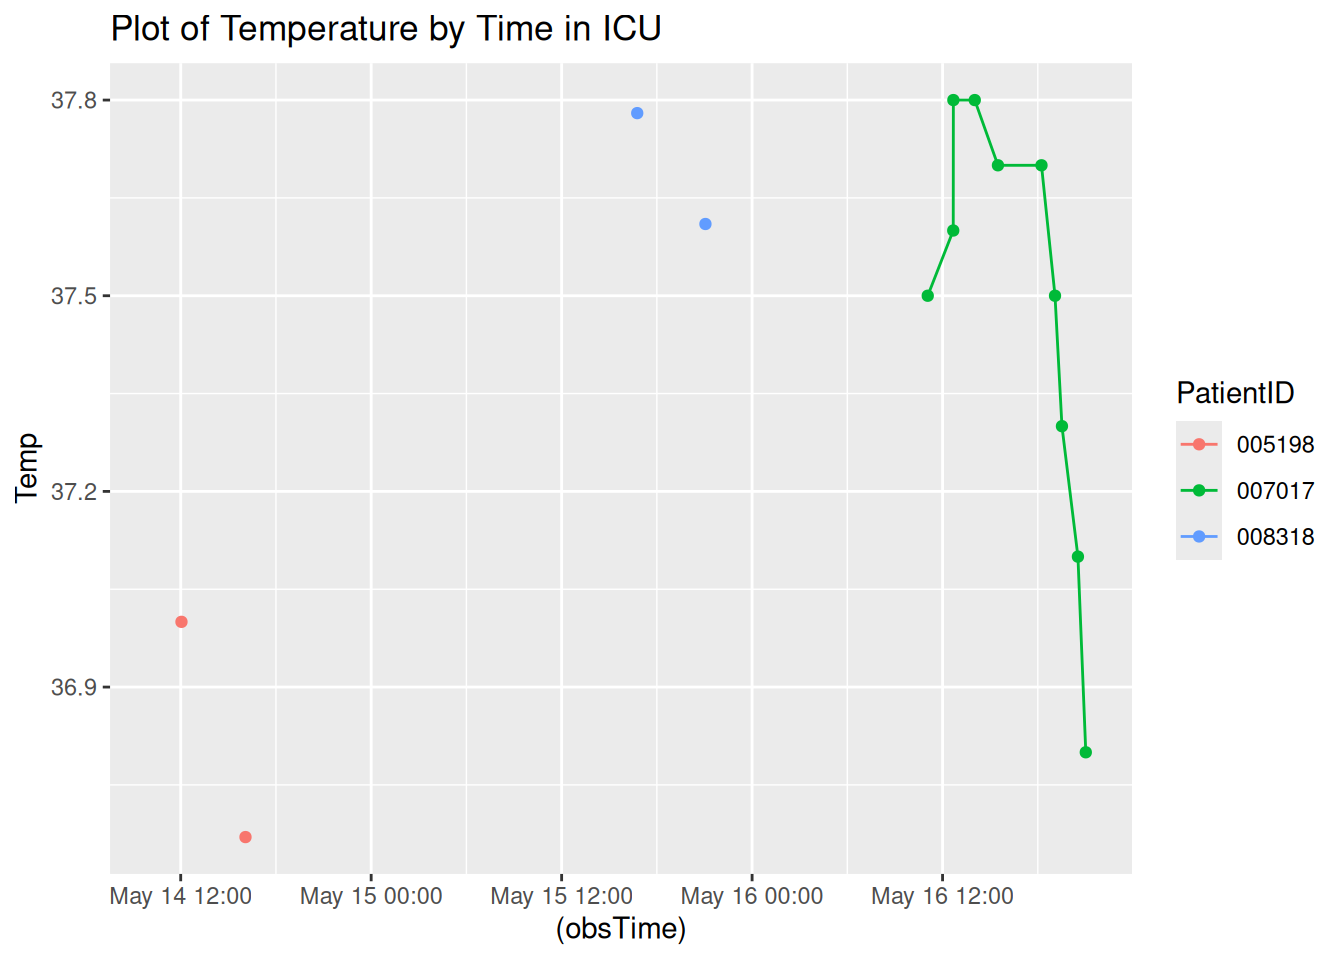 Plot of Temperature by Time in ICU
37.8
37.5
37.2
36.9
Temp
May 14 12:00 May 15 00:00 May 15 12:00 May 16 00:00 May 16 12:00
(obsTime)
PatientID
005198
007017
008318